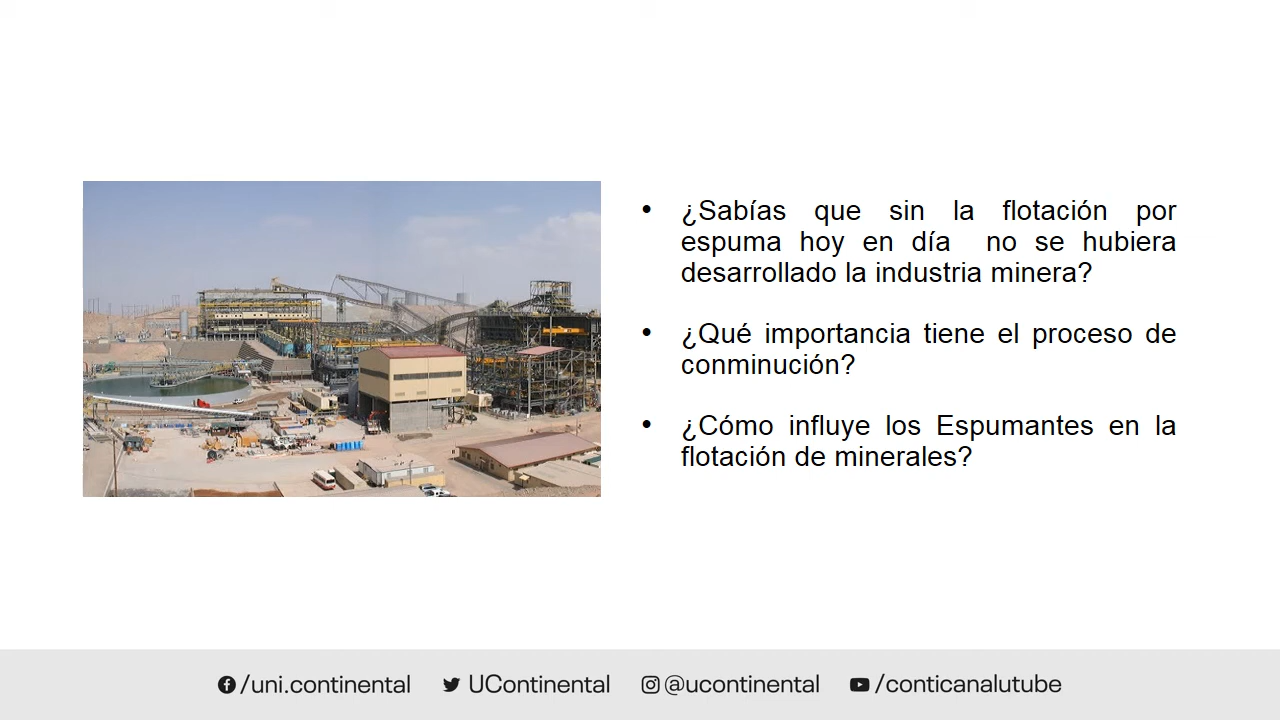 • ¿Sabías que sin la flotación por
espuma hoy en día no se hubiera
desarrollado la industria minera?
• ¿Qué importancia tiene el proceso de
conminución?
• ¿Cómo influye los Espumantes en la
flotación de minerales?
/uni.continental UContinental @ucontinental /conticanalutube